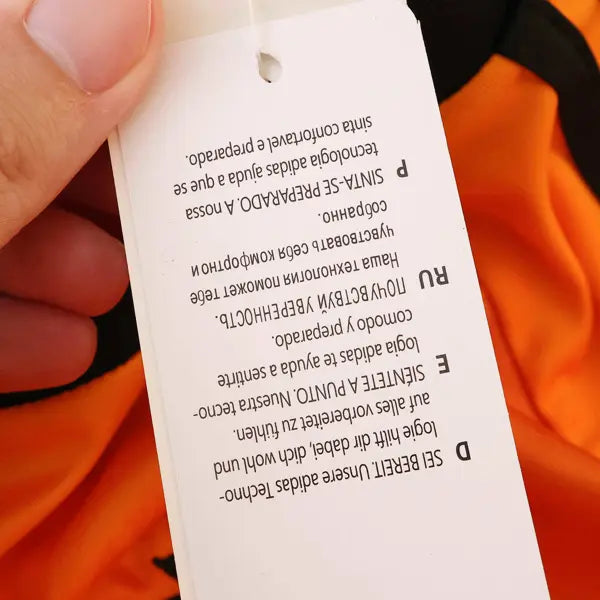 D SEI BEREIT. Unsere adidas Techno-
logie hilft dir dabei, dich wohl und
auf alles vorbereitet zu fühlen.
E SIÉNTETE A PUNTO. Nuestra tecno-
logía adidas te ayuda a sentirte
comodo y preparado.
RU ПОЧУВСТВУЙ УВЕРЕННОСТЬ.
Наша технология поможет тебе
чувствовать себя комфортно и
собранно.
P SINTA-SE PREPARADO. A nossa
tecnologia adidas ajuda a que se
sinta confortavel e preparado.